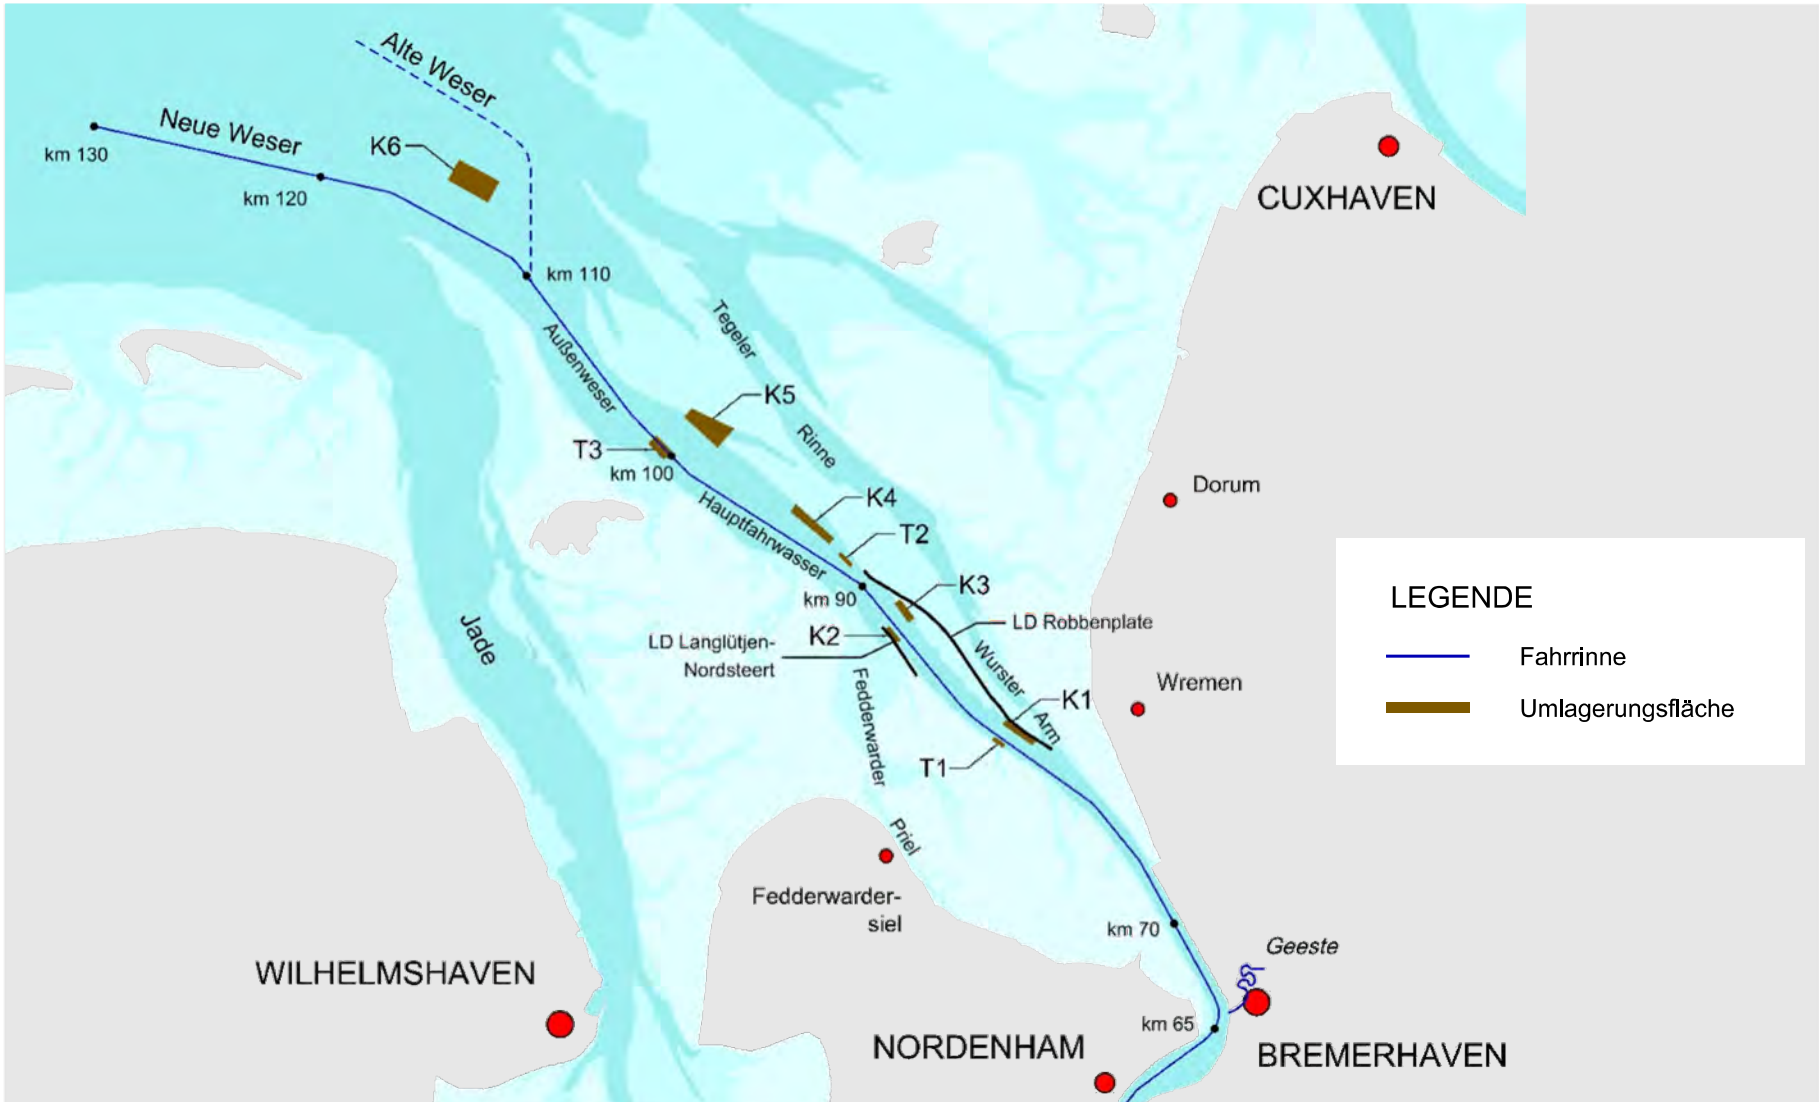 Alte Weser
Neue Weser
K6
km 130
km 120
CUXHAVEN
km 110
Tegeler
Rinne
Außenweser
K5
T3
km 100
Hauptfahrwasser
K4
T2
Dorum
km 90
K3
LD Robbenplate
K2
LD Langlütjen-
Nordsteert
Jade
Wurster
Arm
K1
Wremen
Fedderwarder
Priel
T1
LEGENDE
Fahrrinne
Umlagerungsfläche
Fedderwarder-
siel
km 70
Geeste
WILHELMSHAVEN
km 65
NORDENHAM
BREMERHAVEN